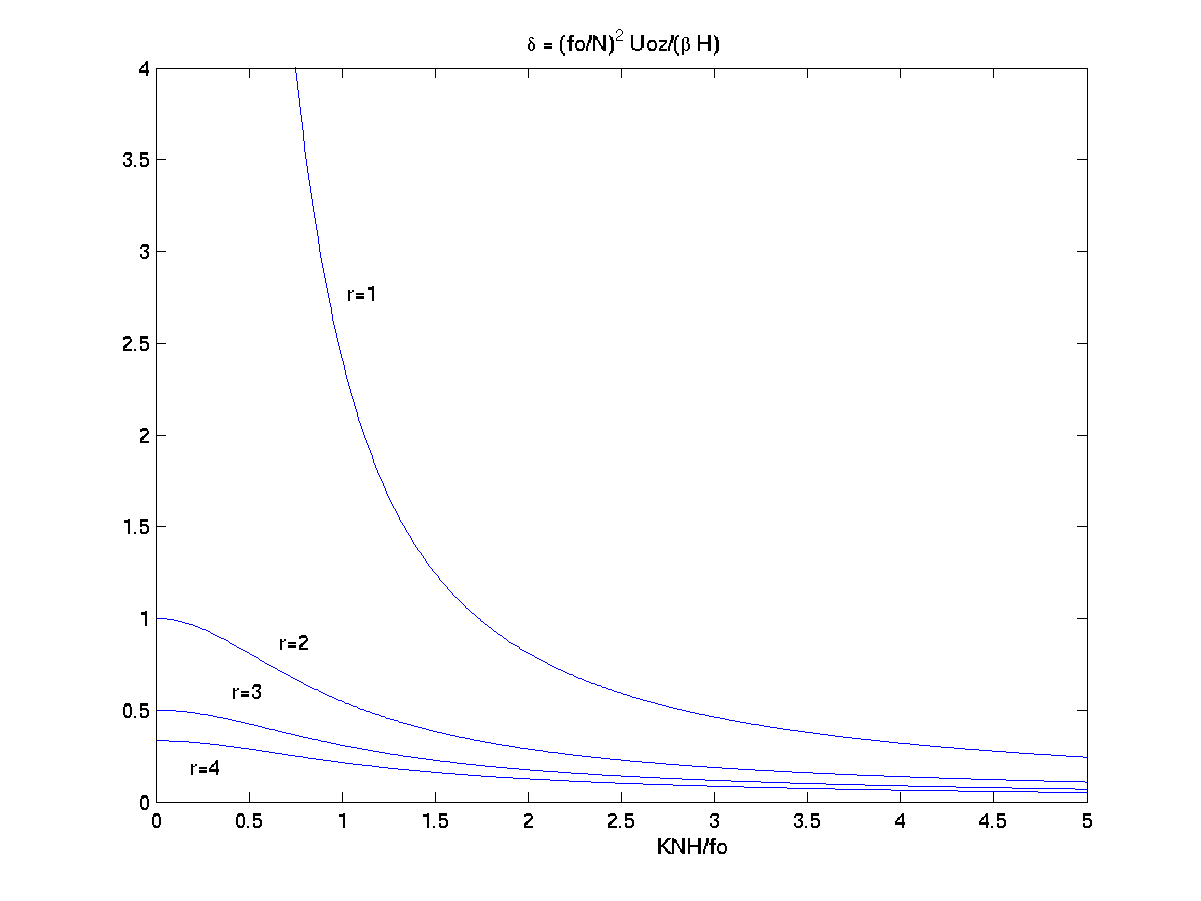 δ = (fo/N)² Uoz/(β H)
4
3.5
3
r=1
2.5
2
1.5
1
r=2
r=3
0.5
r=4
0
0 0.5 1 1.5 2 2.5 3 3.5 4 4.5 5
KNH/fo